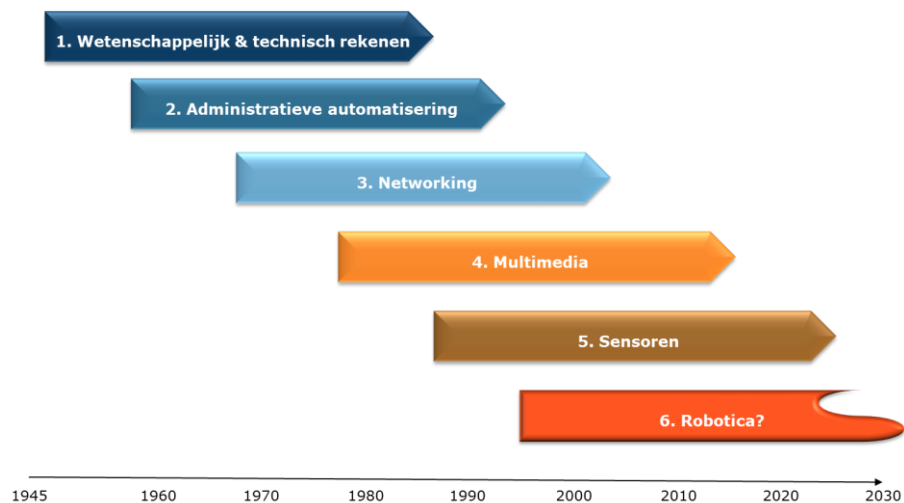 1. Wetenschappelijk & technisch rekenen
2. Administratieve automatisering
3. Networking
4. Multimedia
5. Sensoren
6. Robotica?
1945 1960 1970 1980 1990 2000 2010 2020 2030